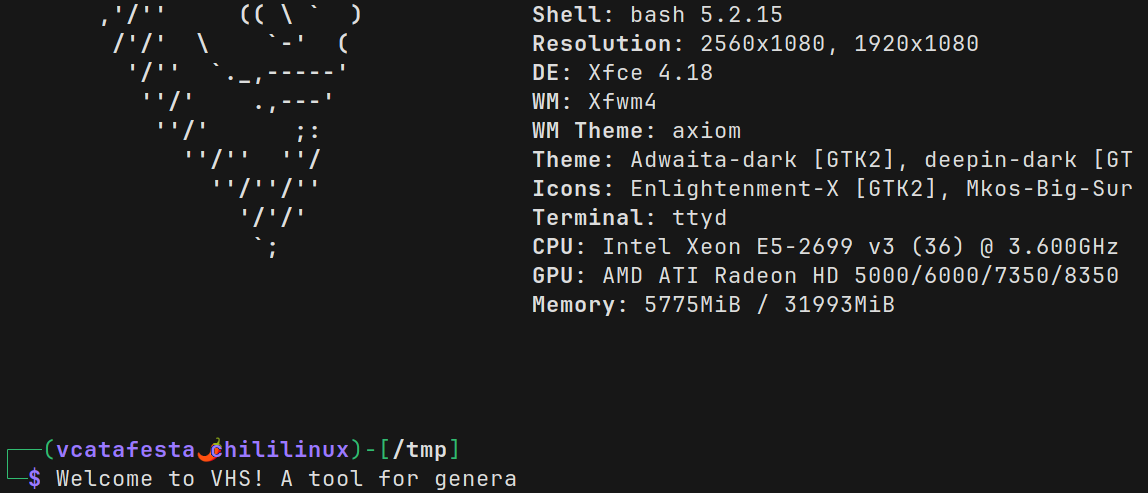 Shell: bash 5.2.15
Resolution: 2560x1080, 1920x1080
DE: Xfce 4.18
WM: Xfwm4
WM Theme: axiom
Theme: Adwaita-dark [GTK2], deepin-dark [GT
Icons: Enlightenment-X [GTK2], Mkos-Big-Sur
Terminal: ttyd
CPU: Intel Xeon E5-2699 v3 (36) @ 3.600GHz
GPU: AMD ATI Radeon HD 5000/6000/7350/8350
Memory: 5775MiB / 31993MiB
(vcatafesta🌶chililinux)-[/tmp]
$ Welcome to VHS! A tool for genera